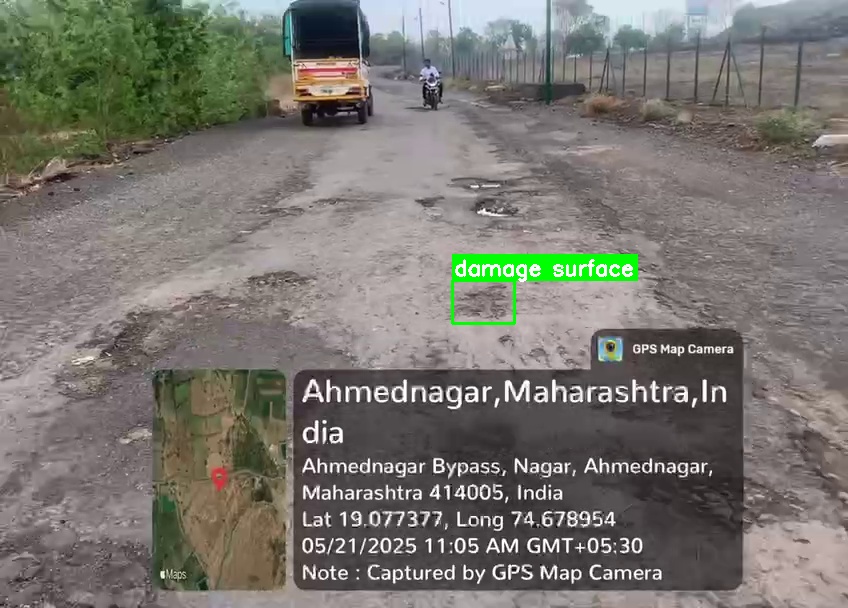 damage surface
GPS Map Camera
Ahmednagar,Maharashtra,In
dia
Ahmednagar Bypass, Nagar, Ahmednagar,
Maharashtra 414005, India
Lat 19.077377, Long 74.678954
05/21/2025 11:05 AM GMT+05:30
Note : Captured by GPS Map Camera
Maps